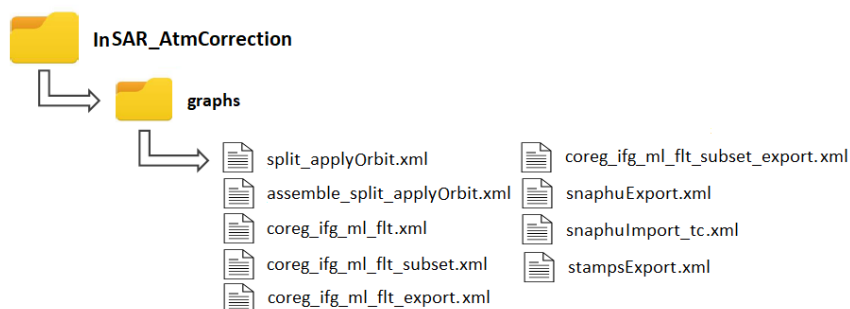 InSAR_AtmCorrection
graphs
split_applyOrbit.xml
assemble_split_applyOrbit.xml
coreg_ifg_ml_flt.xml
coreg_ifg_ml_flt_subset.xml
coreg_ifg_ml_flt_export.xml
coreg_ifg_ml_flt_subset_export.xml
snaphuExport.xml
snaphuImport_tc.xml
stampsExport.xml